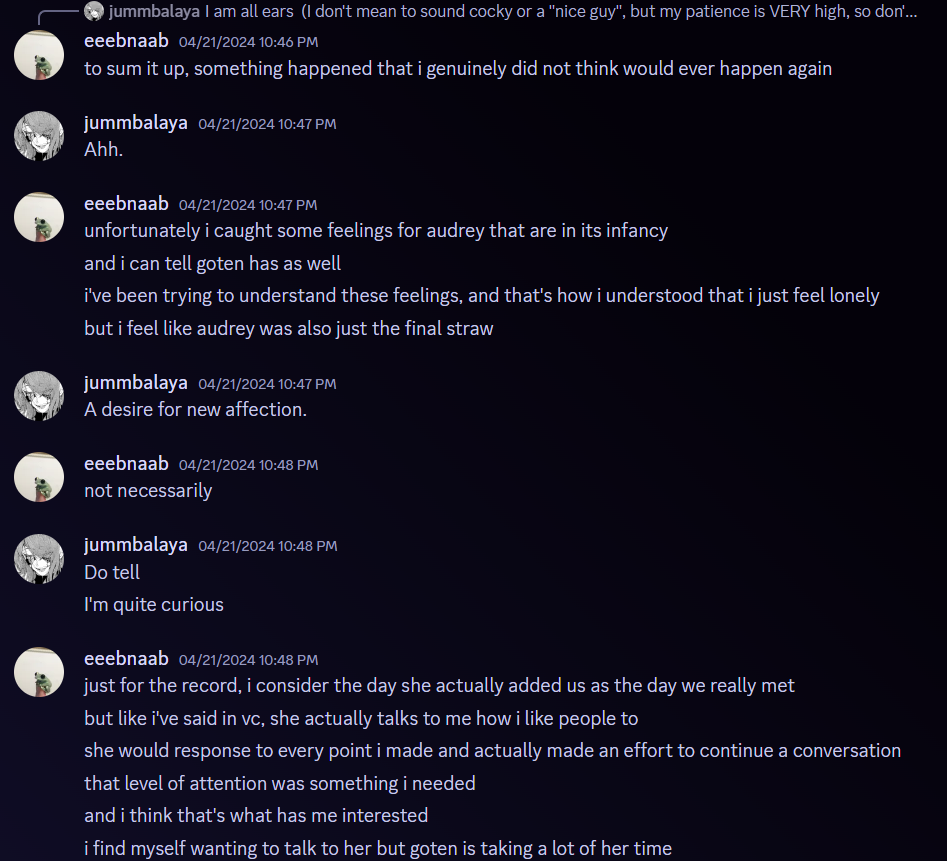 jummbalaya I am all ears (I don't mean to sound cocky or a "nice guy", but my patience is VERY high, so don'...
eeebnaab 04/21/2024 10:46 PM
to sum it up, something happened that i genuinely did not think would ever happen again
jummbalaya 04/21/2024 10:47 PM
Ahh.
eeebnaab 04/21/2024 10:47 PM
unfortunately i caught some feelings for audrey that are in its infancy
and i can tell goten has as well
i've been trying to understand these feelings, and that's how i understood that i just feel lonely
but i feel like audrey was also just the final straw
jummbalaya 04/21/2024 10:47 PM
A desire for new affection.
eeebnaab 04/21/2024 10:48 PM
not necessarily
jummbalaya 04/21/2024 10:48 PM
Do tell
I'm quite curious
eeebnaab 04/21/2024 10:48 PM
just for the record, i consider the day she actually added us as the day we really met
but like i've said in vc, she actually talks to me how i like people to
she would response to every point i made and actually made an effort to continue a conversation
that level of attention was something i needed
and i think that's what has me interested
i find myself wanting to talk to her but goten is taking a lot of her time